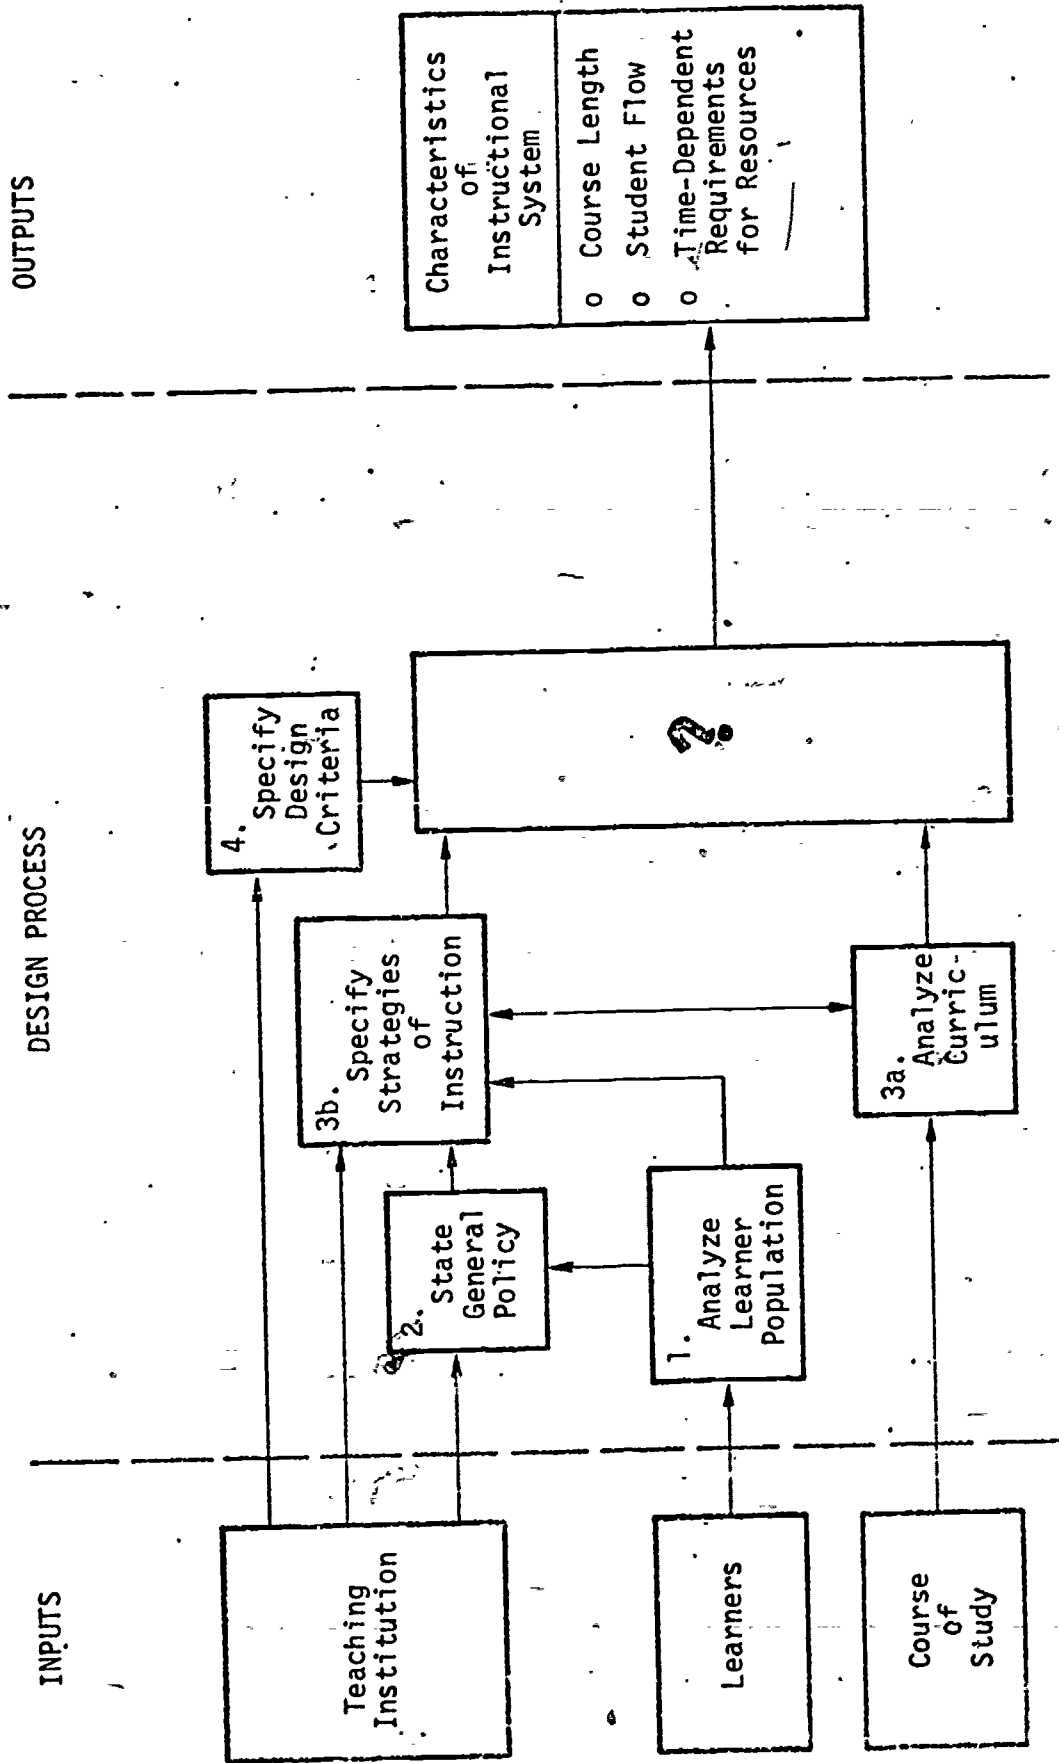 INPUTS
DESIGN PROCESS
OUTPUTS
Teaching
Institution
Learners
Course
of
Study
1.
Analyze
Learner
Population
2.
State
General
Policy
3b.
Specify
Strategies
of
Instruction
3a.
Analyze
Curric-
ulum
4.
Specify
Design
Criteria
?
Characteristics
of
Instructional
System
o Course Length
o Student Flow
o Time-Dependent
Requirements
for Resources